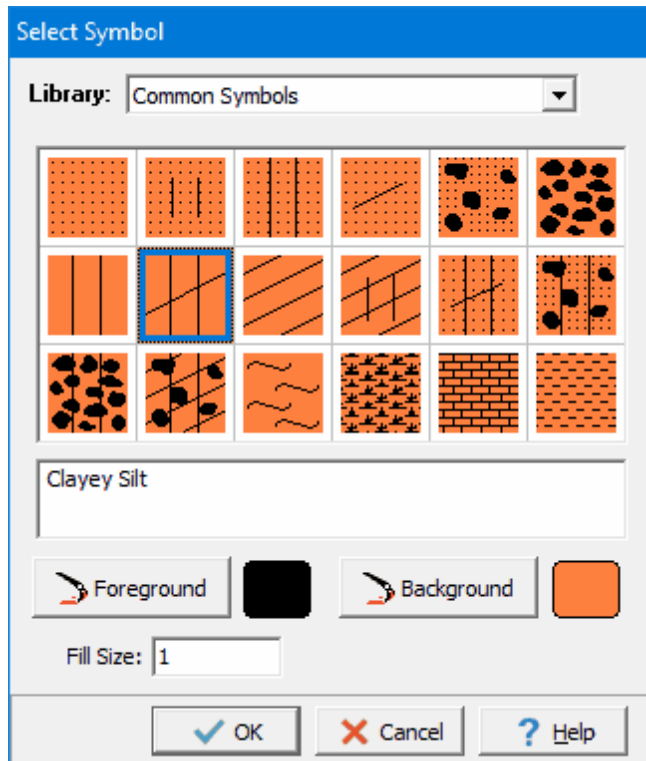 Select Symbol
Library: Common Symbols
Clayey Silt
Foreground Background
Fill Size: 1
OK Cancel Help